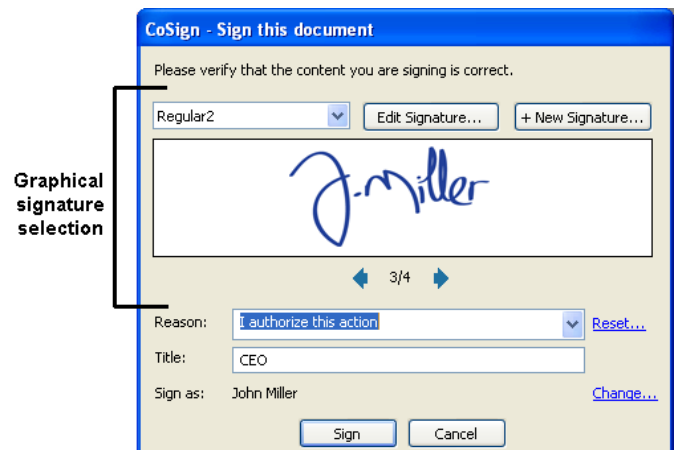 CoSign - Sign this document
Please verify that the content you are signing is correct.
Regular2 Edit Signature... + New Signature...
J.Miller
Graphical
signature
selection
3/4
Reason: I authorize this action Reset...
Title: CEO
Sign as: John Miller Change...
Sign Cancel